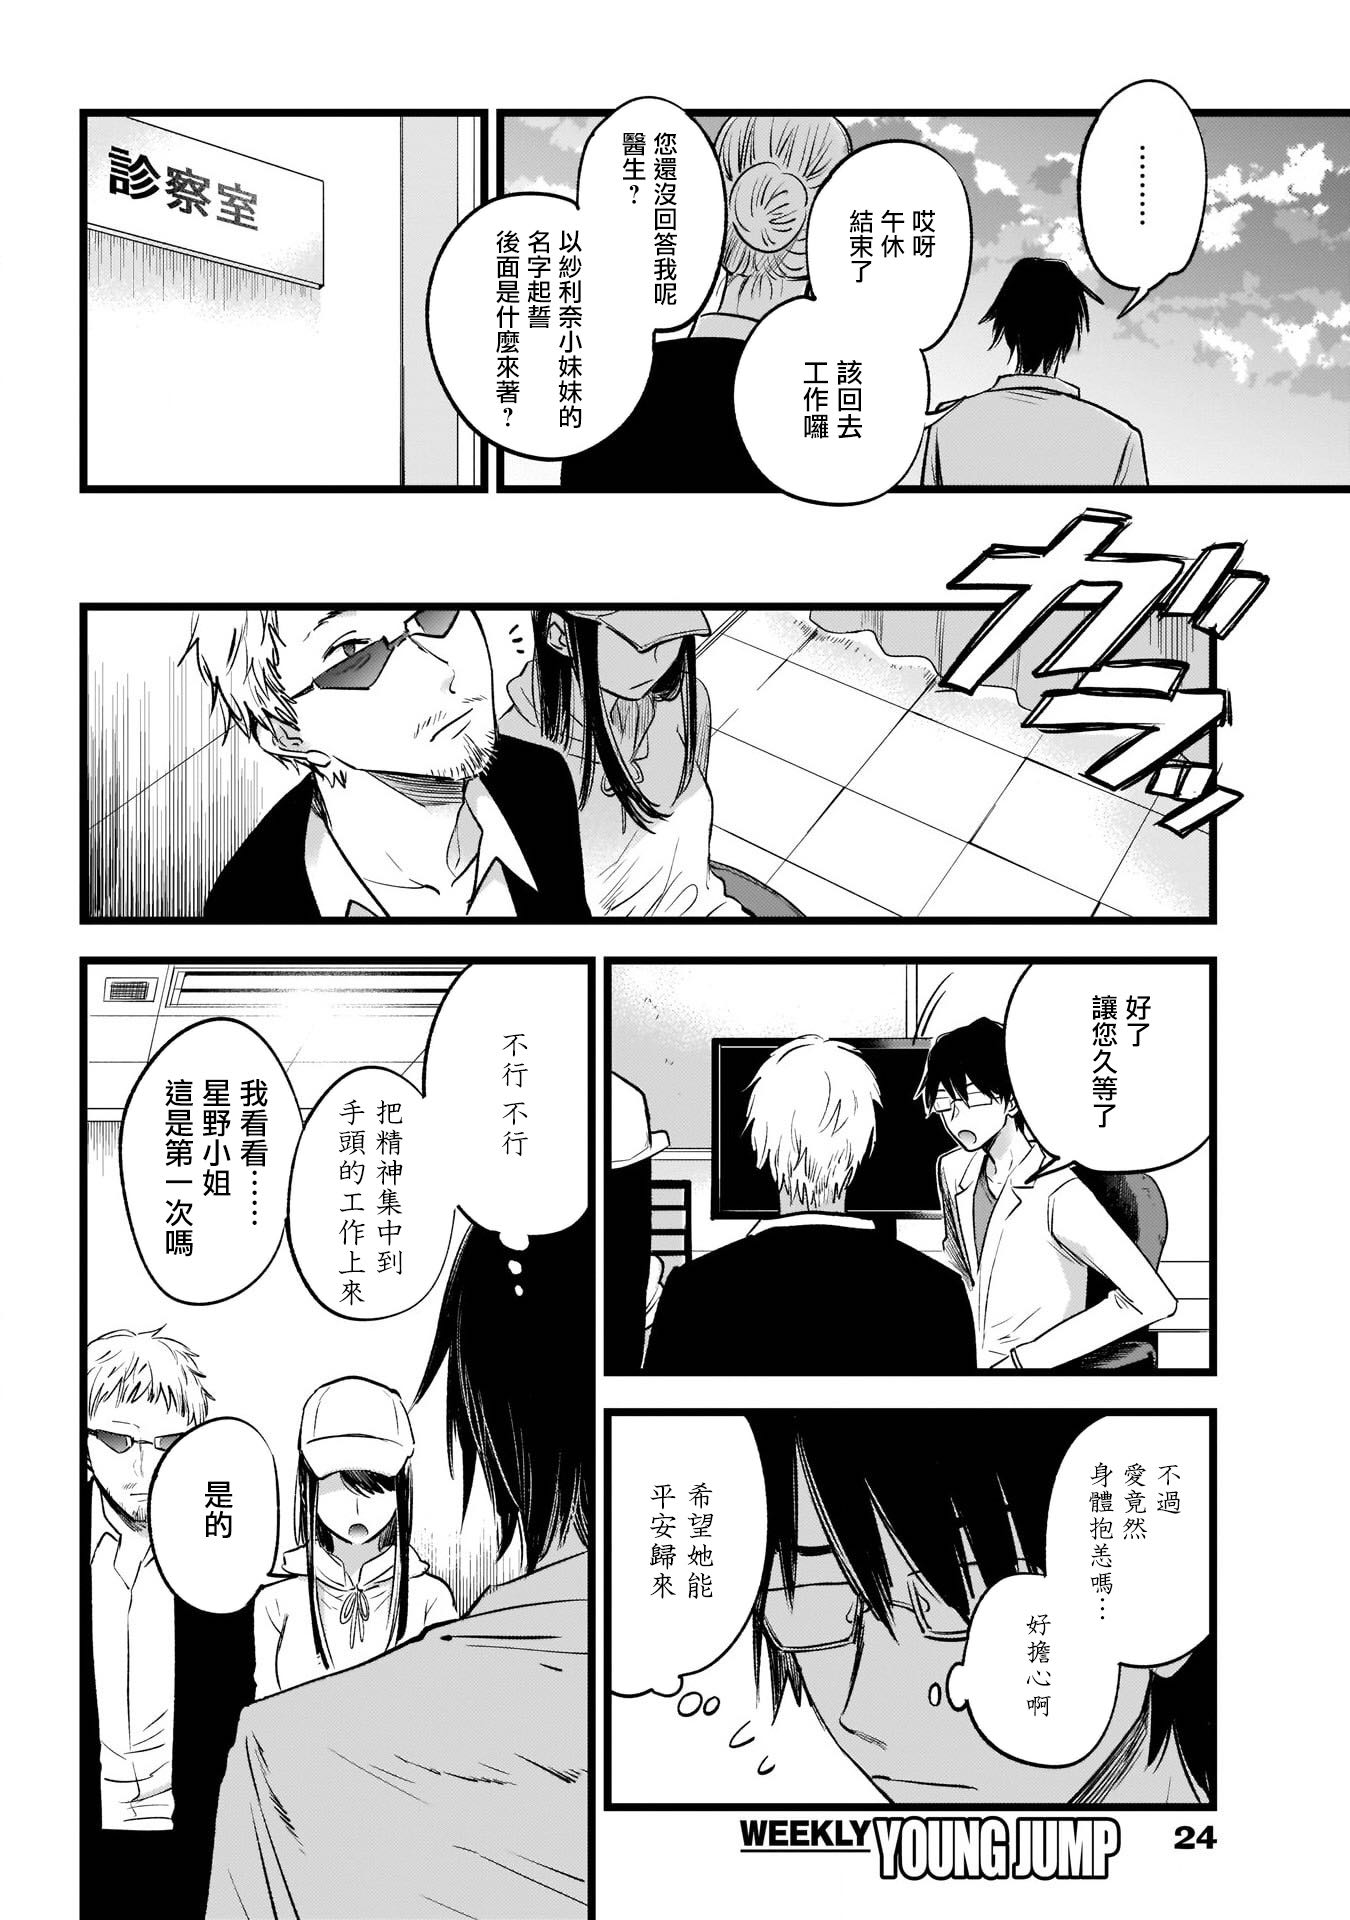 ………
哎呀
午休
結束了
該回去
工作囉
您還沒回答我呢
醫生?
以紗利奈小妹妹的
名字起誓
後面是什麼來著?
診察室
ガラッ
好了
讓您久等了
不過
愛竟然
身體抱恙嗎…
好擔心啊
希望她能
平安歸來
不行不行
把精神集中到
手頭的工作上來
我看看……
星野小姐
這是第一次嗎
是的
WEEKLY YOUNG JUMP
24